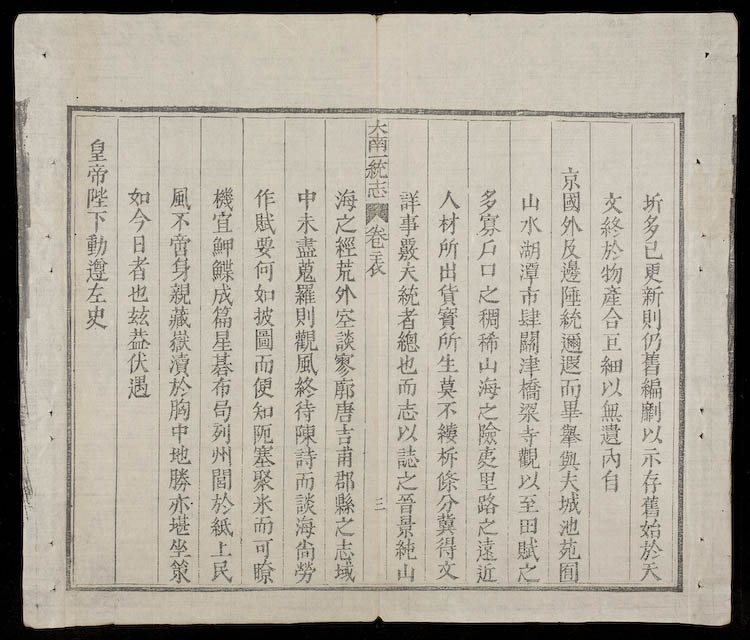 圻多已更新則仍舊編劂以示存舊始於天
文終於物產合巨細以無遺內自
京國外及邊陲統邇遐而畢舉與夫城池苑囿
山水湖潭市肆關津橋梁寺觀以至田賦之
多寡戶口之稠稀山海之險夷里路之遠近
人材所出貨寶所生莫不縷柝條分冀得文
詳事覈夫統者總也而志以誌之晉景純山
大南一統志 卷之表 三
海之經荒外空談寥廓唐吉甫郡縣之志域
中未盡蒐羅則觀風終待陳詩而談海尚勞
作賦要何如披圖而便知阨塞聚米而可瞭
機宜鰈成篇星碁布局列州閭於紙上民
風不啻身親藏嶽瀆於胸中地勝亦堪坐策
如今日者也玆葢伏遇
皇帝陛下動遵左史